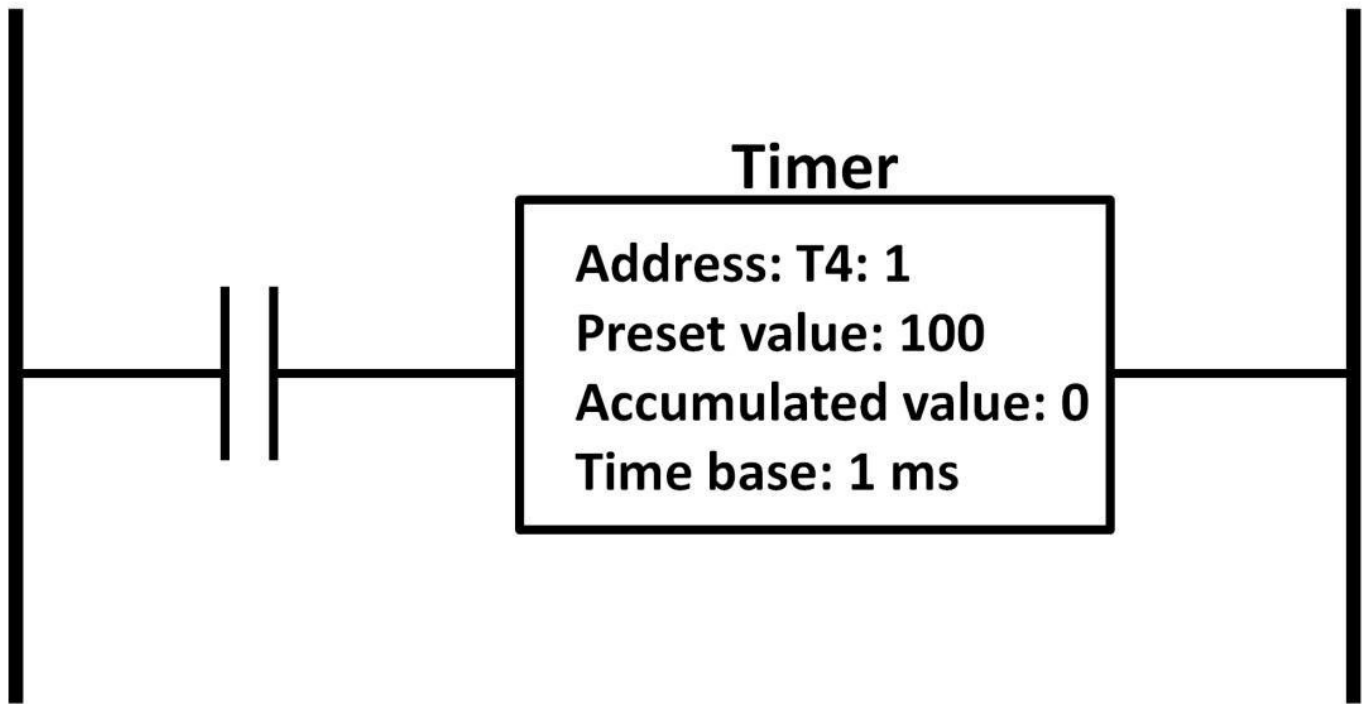 Timer
Address: T4: 1
Preset value: 100
Accumulated value: 0
Time base: 1 ms